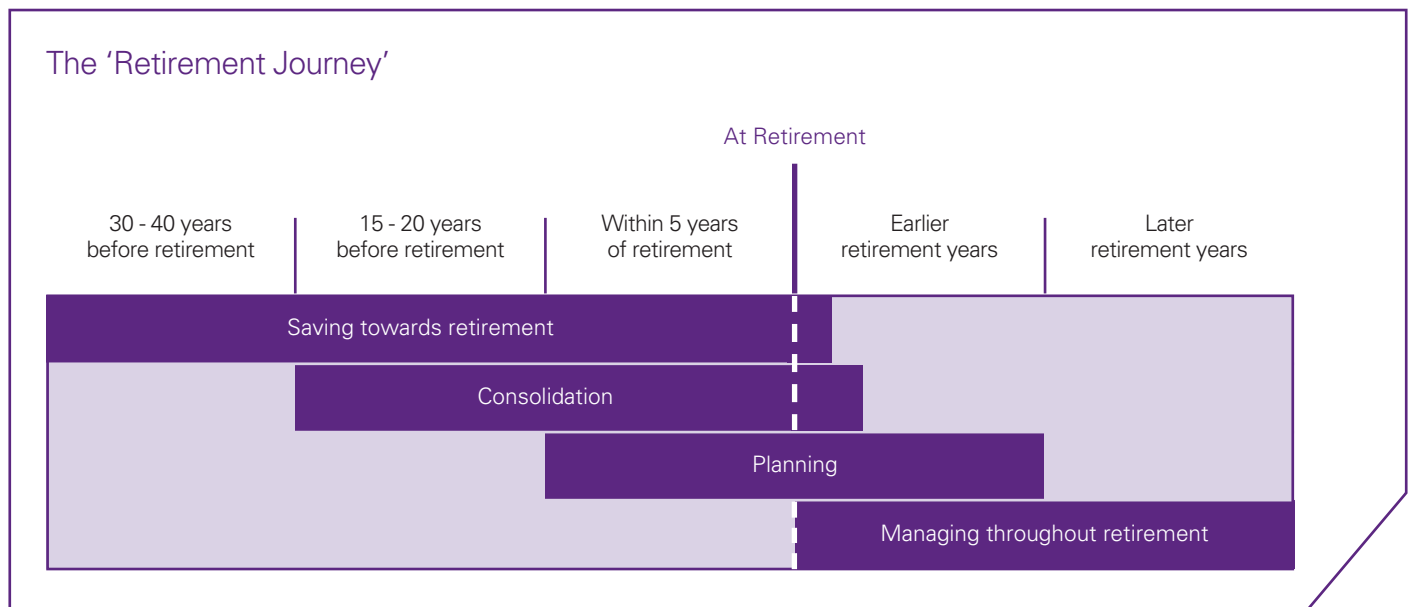 The ‘Retirement Journey’
At Retirement
30 - 40 years
before retirement
15 - 20 years
before retirement
Within 5 years
of retirement
Earlier
retirement years
Later
retirement years
Saving towards retirement
Consolidation
Planning
Managing throughout retirement